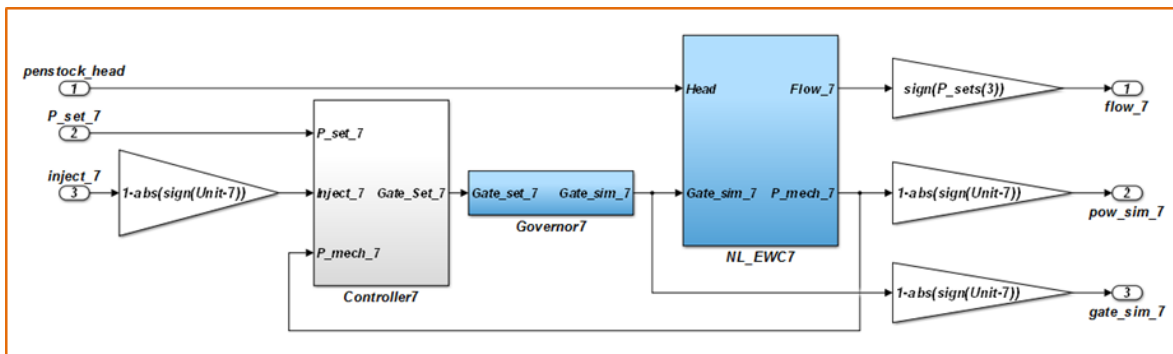 penstock_head
1
P_set_7
2
inject_7
3
1-abs(sign(Unit-7))
P_set_7
Inject_7
Gate_Set_7
P_mech_7
Controller7
Gate_set_7
Gate_sim_7
Governor7
Head
Flow_7
Gate_sim_7
P_mech_7
NL_EWC7
sign(P_sets(3))
1
flow_7
1-abs(sign(Unit-7))
2
pow_sim_7
1-abs(sign(Unit-7))
3
gate_sim_7